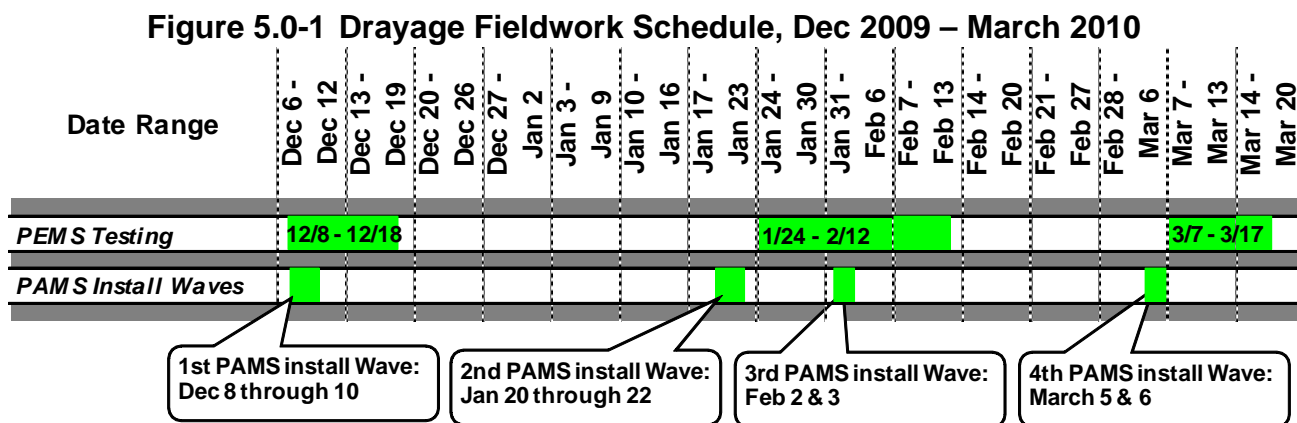 Figure 5.0-1 Drayage Fieldwork Schedule, Dec 2009 – March 2010
Date Range
Dec 6 -
Dec 12
Dec 13 -
Dec 19
Dec 20 -
Dec 26
Dec 27 -
Jan 2
Jan 3 -
Jan 9
Jan 10 -
Jan 16
Jan 17 -
Jan 23
Jan 24 -
Jan 30
Jan 31 -
Feb 6
Feb 7 -
Feb 13
Feb 14 -
Feb 20
Feb 21 -
Feb 27
Feb 28 -
Mar 6
Mar 7 -
Mar 13
Mar 14 -
Mar 20
PEMS Testing
12/8 - 12/18
1/24 - 2/12
3/7 - 3/17
PAMS Install Waves
1st PAMS install Wave:
Dec 8 through 10
2nd PAMS install Wave:
Jan 20 through 22
3rd PAMS install Wave:
Feb 2 & 3
4th PAMS install Wave:
March 5 & 6